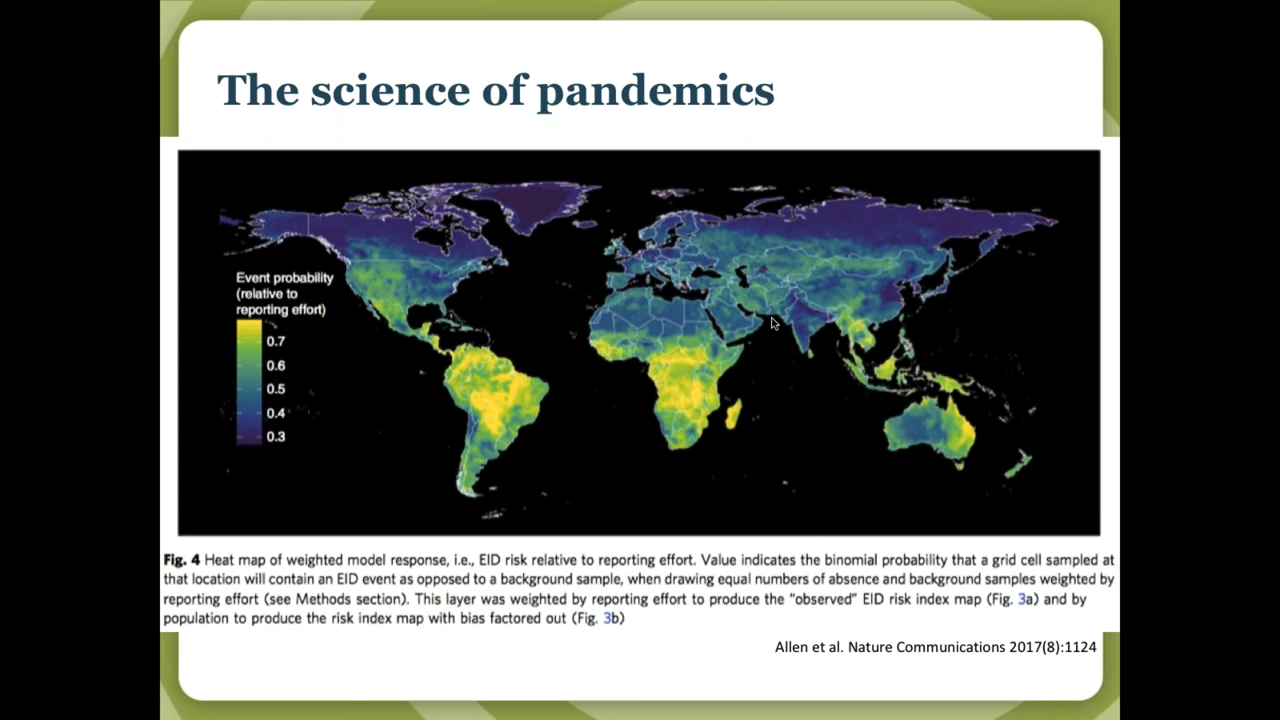 The science of pandemics
Event probability
(relative to
reporting effort)
0.7
0.6
0.5
0.4
0.3
Fig. 4 Heat map of weighted model response, i.e., EID risk relative to reporting effort. Value indicates the binomial probability that a grid cell sampled at
that location will contain an EID event as opposed to a background sample, when drawing equal numbers of absence and background samples weighted by
reporting effort (see Methods section). This layer was weighted by reporting effort to produce the “observed” EID risk index map (Fig. 3a) and by
population to produce the risk index map with bias factored out (Fig. 3b)
Allen et al. Nature Communications 2017(8):1124